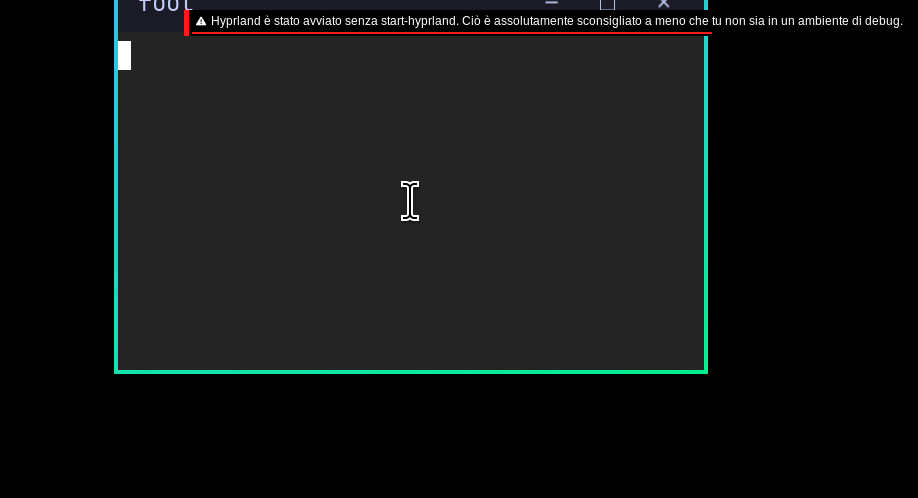 foot
Hyprland è stato avviato senza start-hyprland. Ciò è assolutamente sconsigliato a meno che tu non sia in un ambiente di debug.